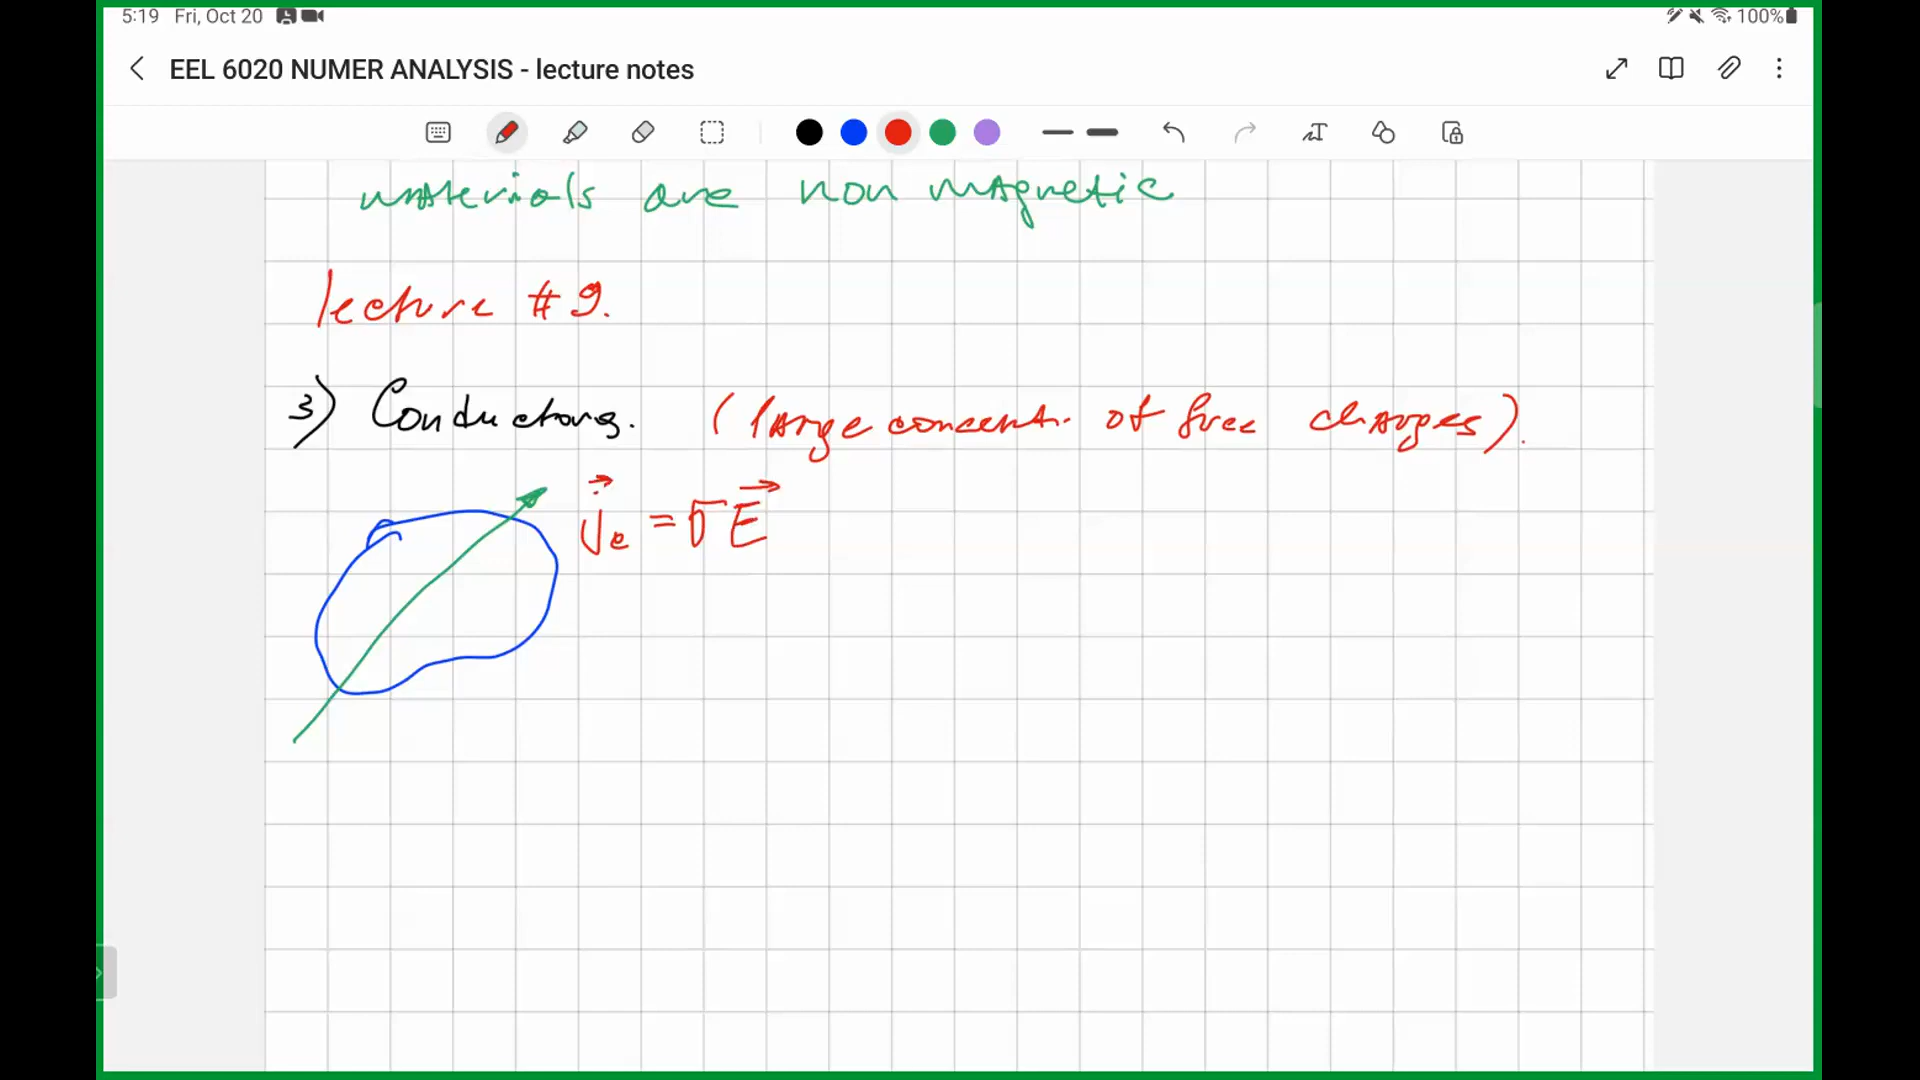 5:19 Fri, Oct 20 100%
EEL 6020 NUMER ANALYSIS - lecture notes
materials are non magnetic
lecture #9.
3) Conductors. (large concentr. of free charges).
J⃗e = σE⃗